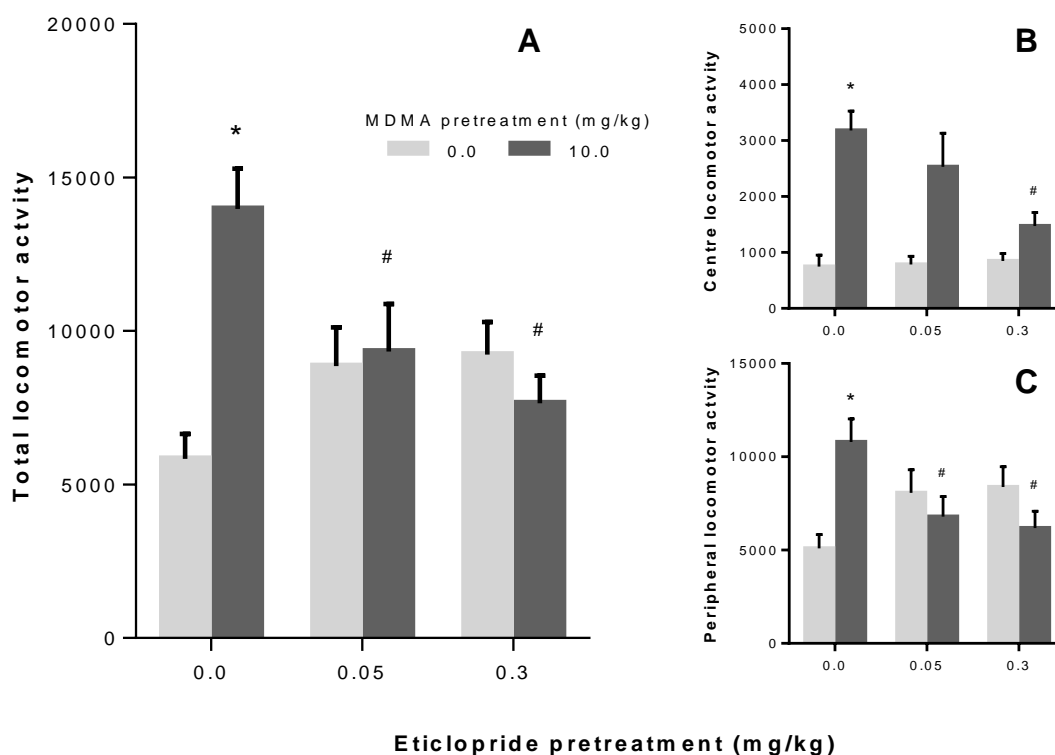 A
Total locomotor actvity
20000
15000
10000
5000
0
MDMA pretreatment (mg/kg)
0.0 10.0
*
#
#
0.0 0.05 0.3
B
Centre locomotor actvity
5000
4000
3000
2000
1000
0
*
#
0.0 0.05 0.3
C
Peripheral locomotor actvity
15000
10000
5000
0
*
#
#
0.0 0.05 0.3
Eticlopride pretreatment (mg/kg)